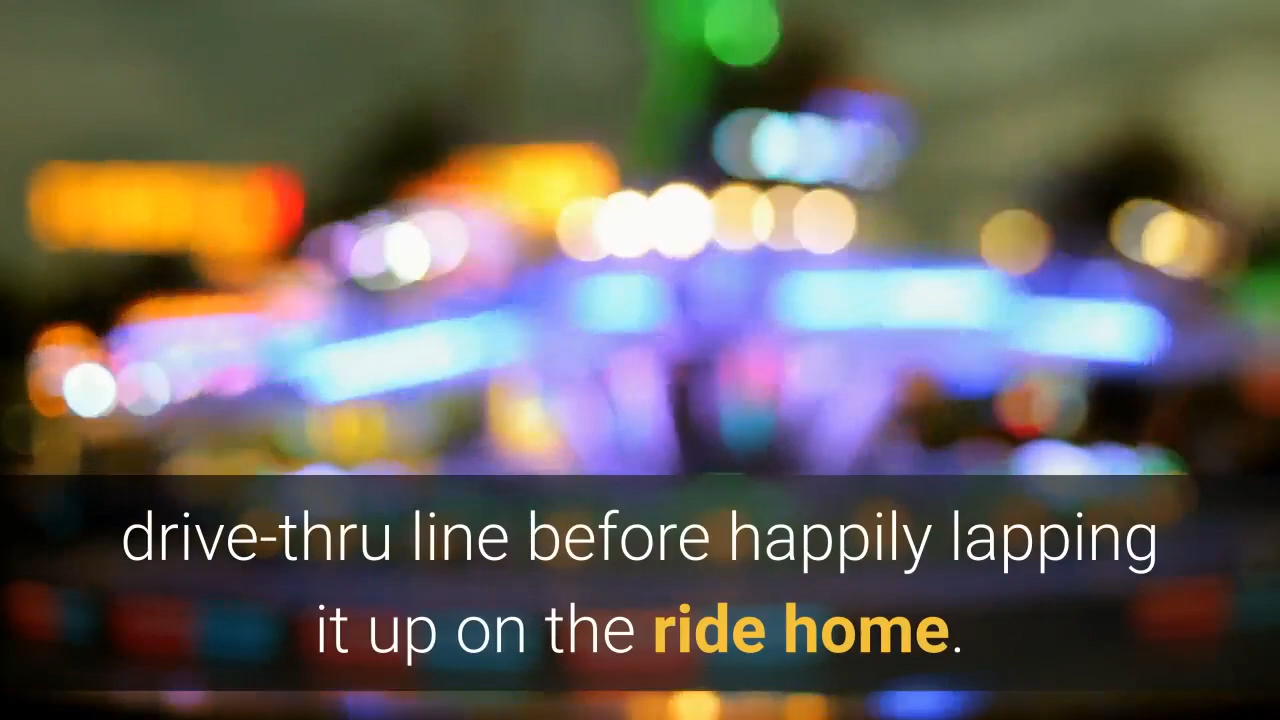 drive-thru line before happily lapping
it up on the ride home.